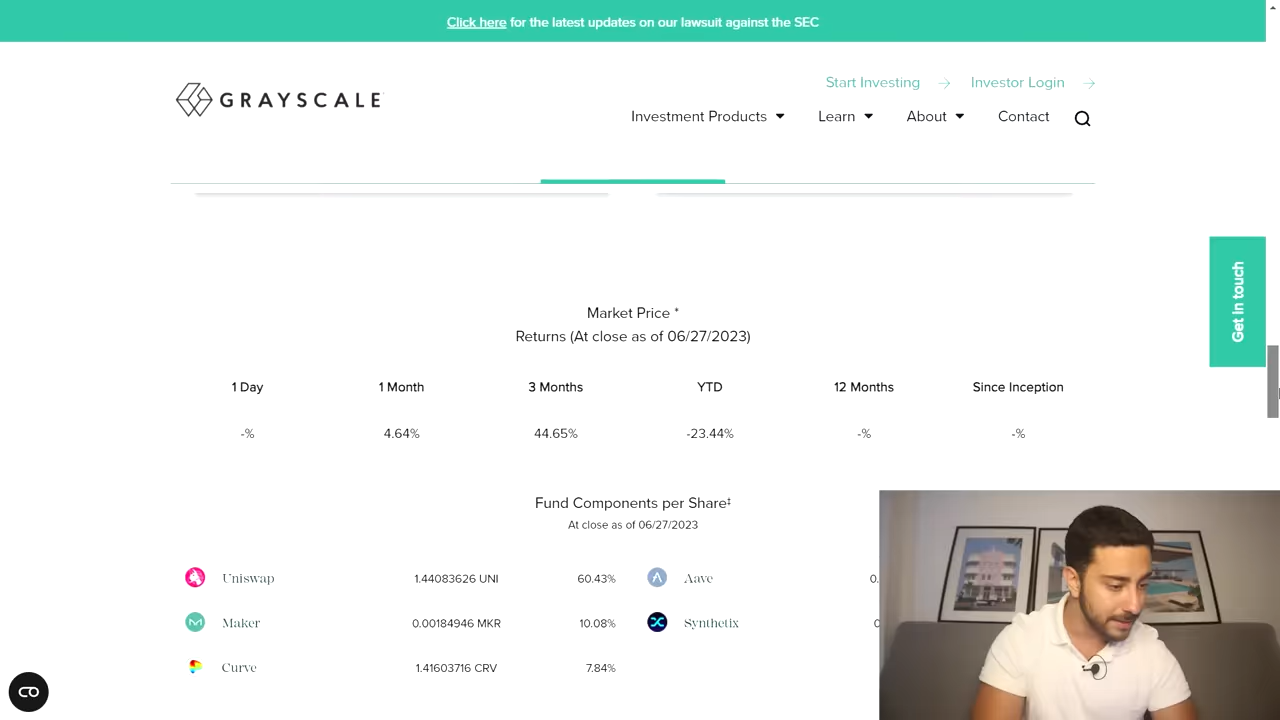 Click here for the latest updates on our lawsuit against the SEC
Start Investing
Investor Login
GRAYSCALE
Investment Products
Learn
About
Contact
Get in touch
Market Price *
Returns (At close as of 06/27/2023)
1 Day 1 Month 3 Months YTD 12 Months Since Inception
-% 4.64% 44.65% -23.44% -% -%
Fund Components per Share‡
At close as of 06/27/2023
Uniswap 1.44083626 UNI 60.43% Aave 0.
Maker 0.00184946 MKR 10.08% Synthetix 0
Curve 1.41603716 CRV 7.84%